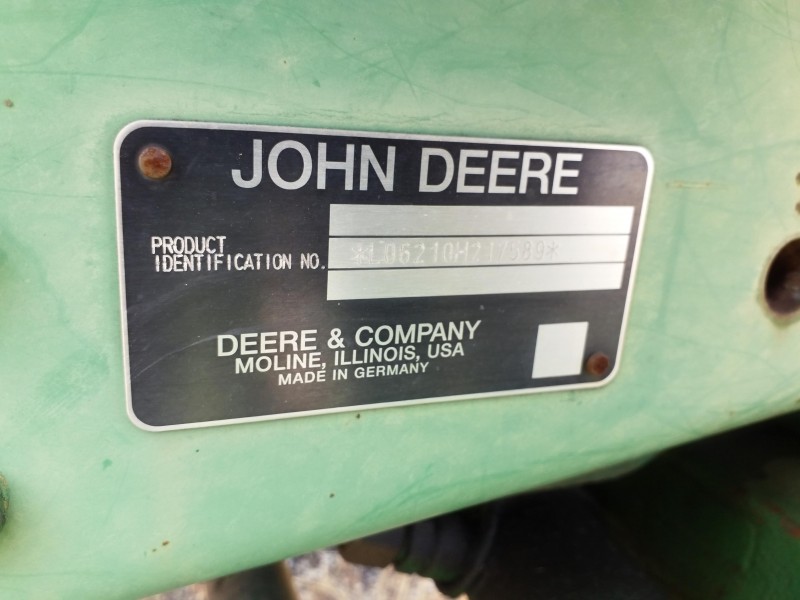 JOHN DEERE
PRODUCT
IDENTIFICATION NO.
DEERE & COMPANY
MOLINE, ILLINOIS, USA
MADE IN GERMANY